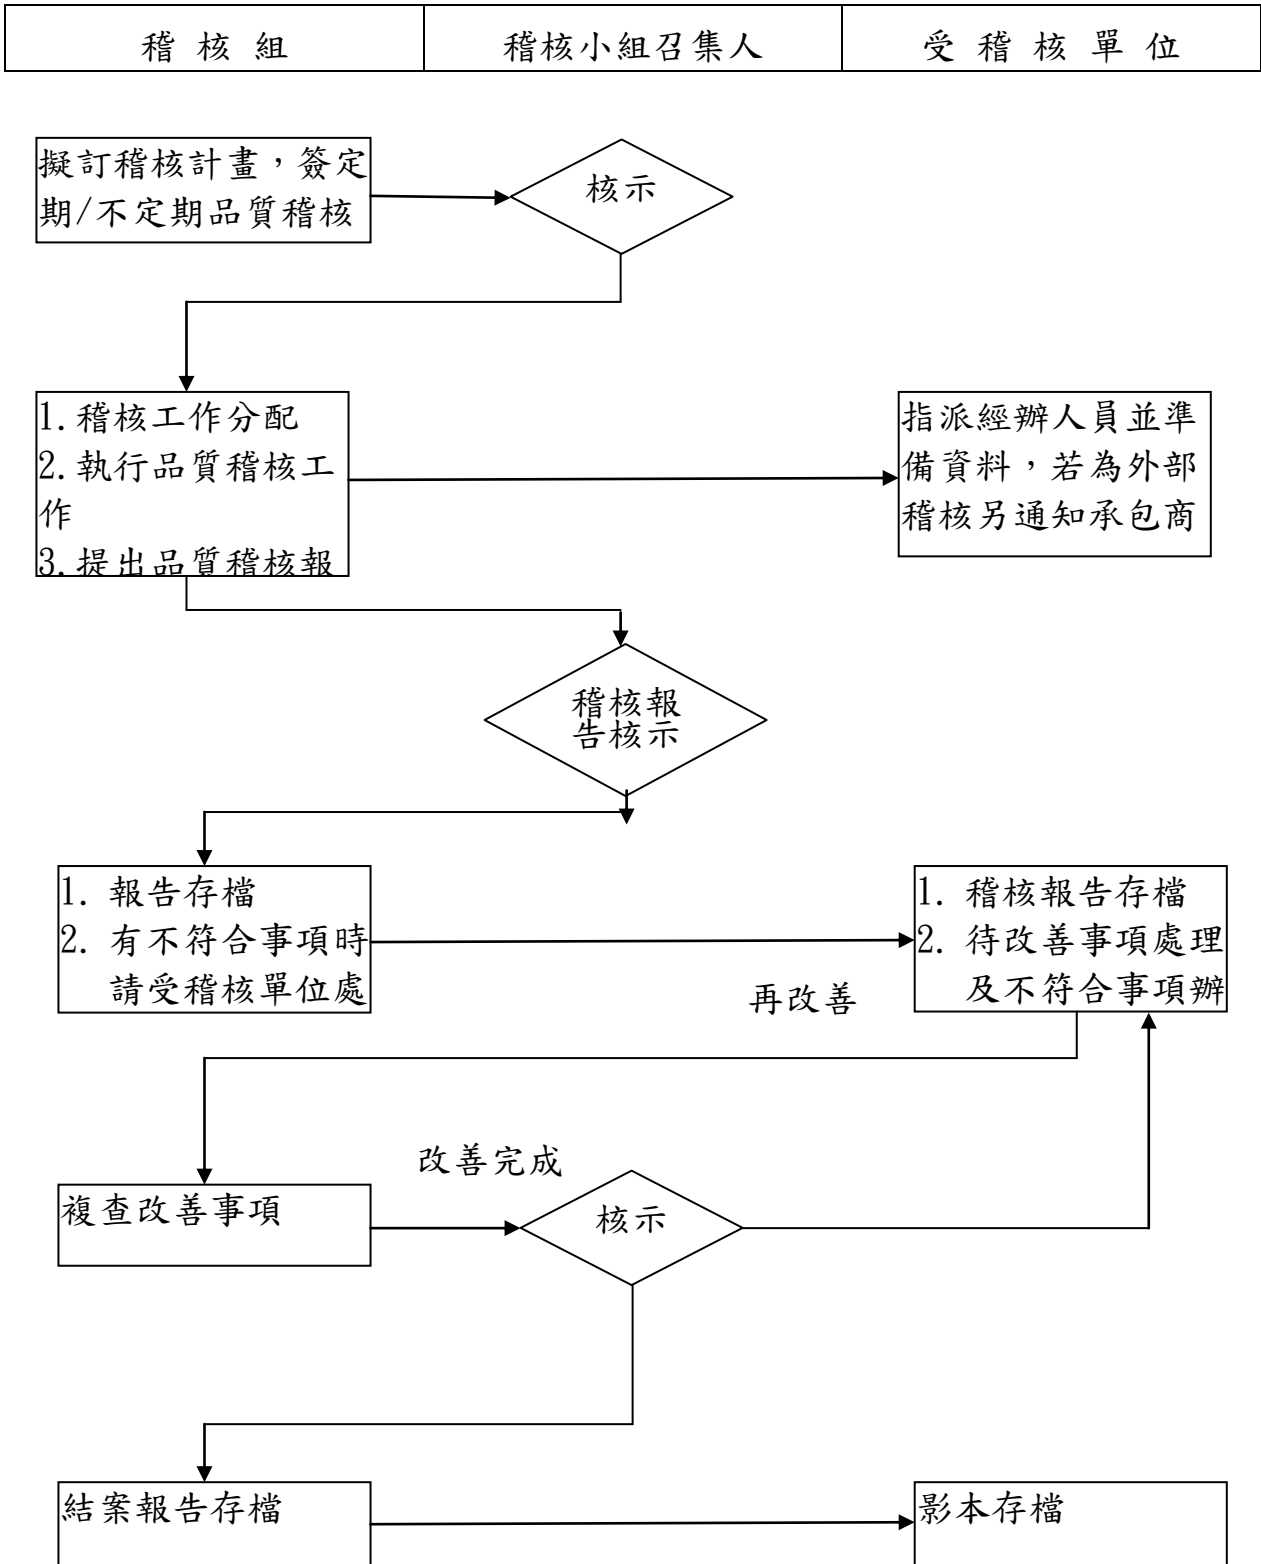 稽核組
稽核小組召集人
受稽核單位
擬訂稽核計畫，簽定
期/不定期品質稽核
核示
1.稽核工作分配
2.執行品質稽核工
作
3.提出品質稽核報
指派經辦人員並準
備資料，若為外部
稽核另通知承包商
稽核報
告核示
1. 報告存檔
2. 有不符合事項時
請受稽核單位處
1. 稽核報告存檔
2. 待改善事項處理
及不符合事項辦
再改善
改善完成
複查改善事項
核示
結案報告存檔
影本存檔